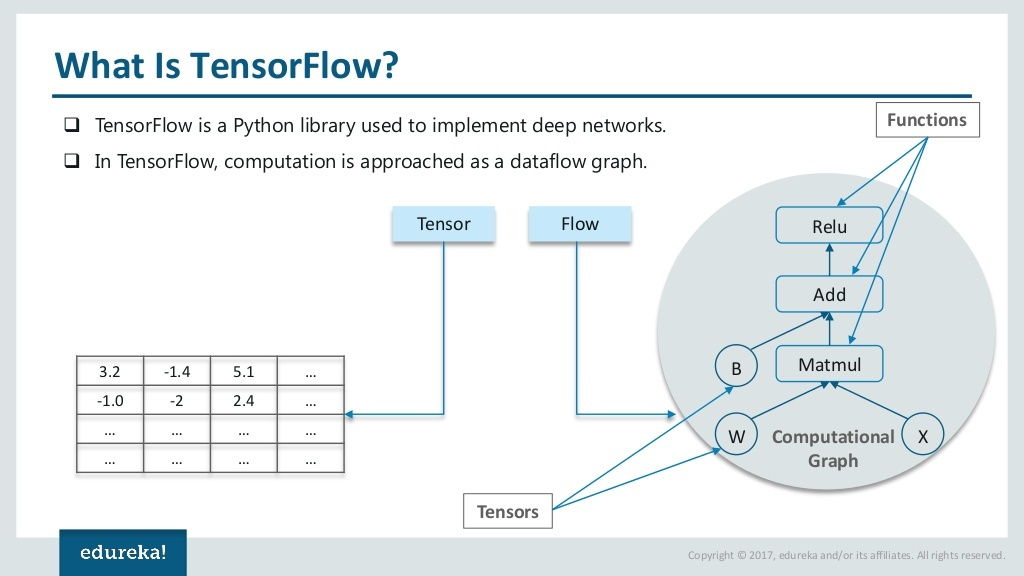 What Is TensorFlow?
❑ TensorFlow is a Python library used to implement deep networks.
❑ In TensorFlow, computation is approached as a dataflow graph.
Functions
Tensor
Flow
Relu
Add
B
Matmul
W
Computational
Graph
X
3.2 -1.4 5.1 ...
-1.0 -2 2.4 ...
... ... ... ...
... ... ... ...
Tensors
edureka!
Copyright © 2017, edureka and/or its affiliates. All rights reserved.